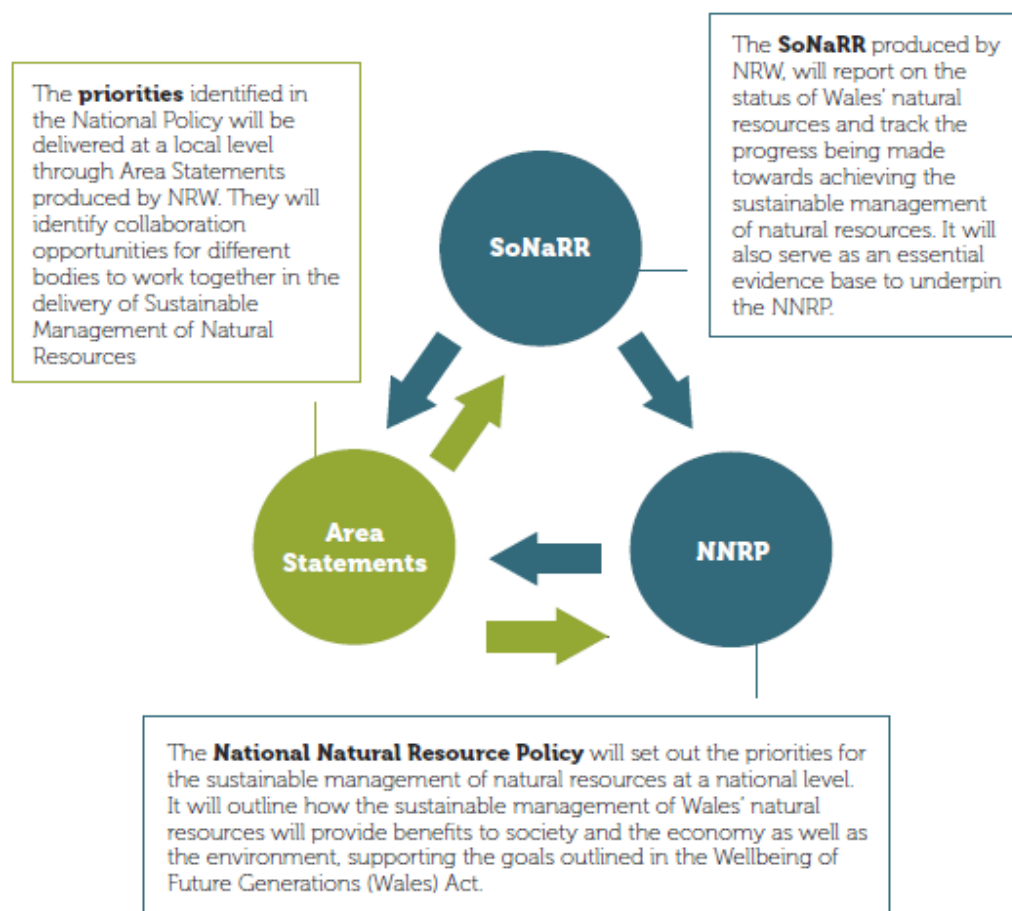 The priorities identified in
the National Policy will be
delivered at a local level
through Area Statements
produced by NRW. They will
identify collaboration
opportunities for different
bodies to work together in the
delivery of Sustainable
Management of Natural
Resources
The SoNaRR produced by
NRW, will report on the
status of Wales’ natural
resources and track the
progress being made
towards achieving the
sustainable management
of natural resources. It will
also serve as an essential
evidence base to underpin
the NNRP.
SoNaRR
Area
Statements
NNRP
The National Natural Resource Policy will set out the priorities for
the sustainable management of natural resources at a national level.
It will outline how the sustainable management of Wales’ natural
resources will provide benefits to society and the economy as well as
the environment, supporting the goals outlined in the Wellbeing of
Future Generations (Wales) Act.